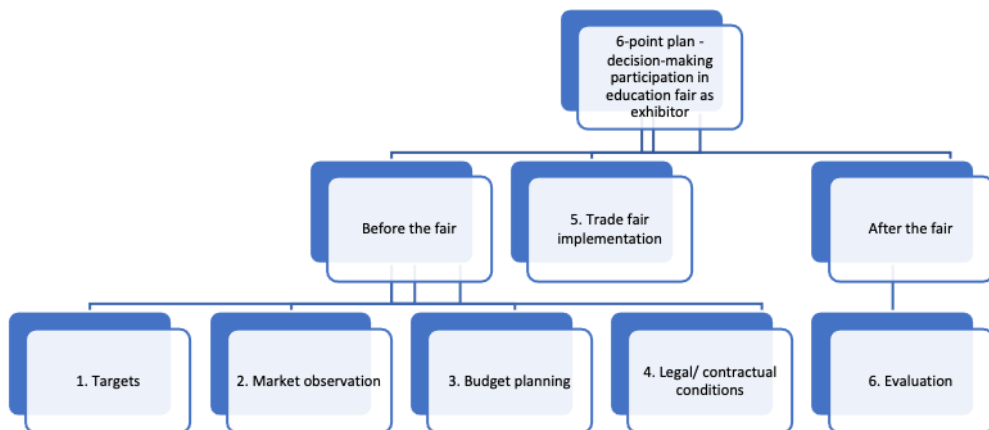 6-point plan -
decision-making
participation in
education fair as
exhibitor
Before the fair
5. Trade fair
implementation
After the fair
1. Targets
2. Market observation
3. Budget planning
4. Legal/ contractual
conditions
6. Evaluation